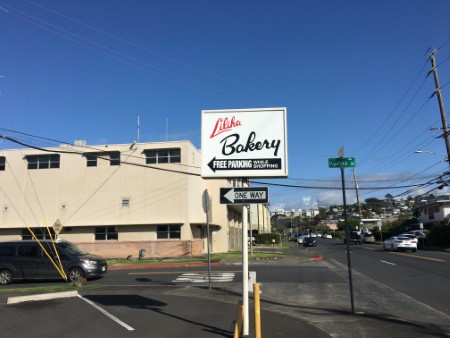 Liliha
Bakery
FREE PARKING WHILE SHOPPING
ONE WAY